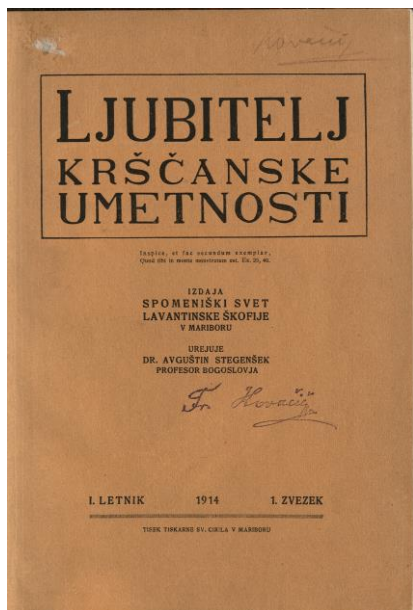 Kovačič
LJUBITELJ
KRŠČANSKE
UMETNOSTI
Inspice, et fac secundum exemplar,
Quod tibi in monte monstratum est. Ex. 25, 40.
IZDAJA
SPOMENIŠKI SVET
LAVANTINSKE ŠKOFIJE
V MARIBORU
UREJUJE
DR. AVGUŠTIN STEGENŠEK
PROFESOR BOGOSLOVJA
Fr. Kovačič
I. LETNIK 1914 1. ZVEZEK
TISEK TISKARNE SV. CIRILA V MARIBORU